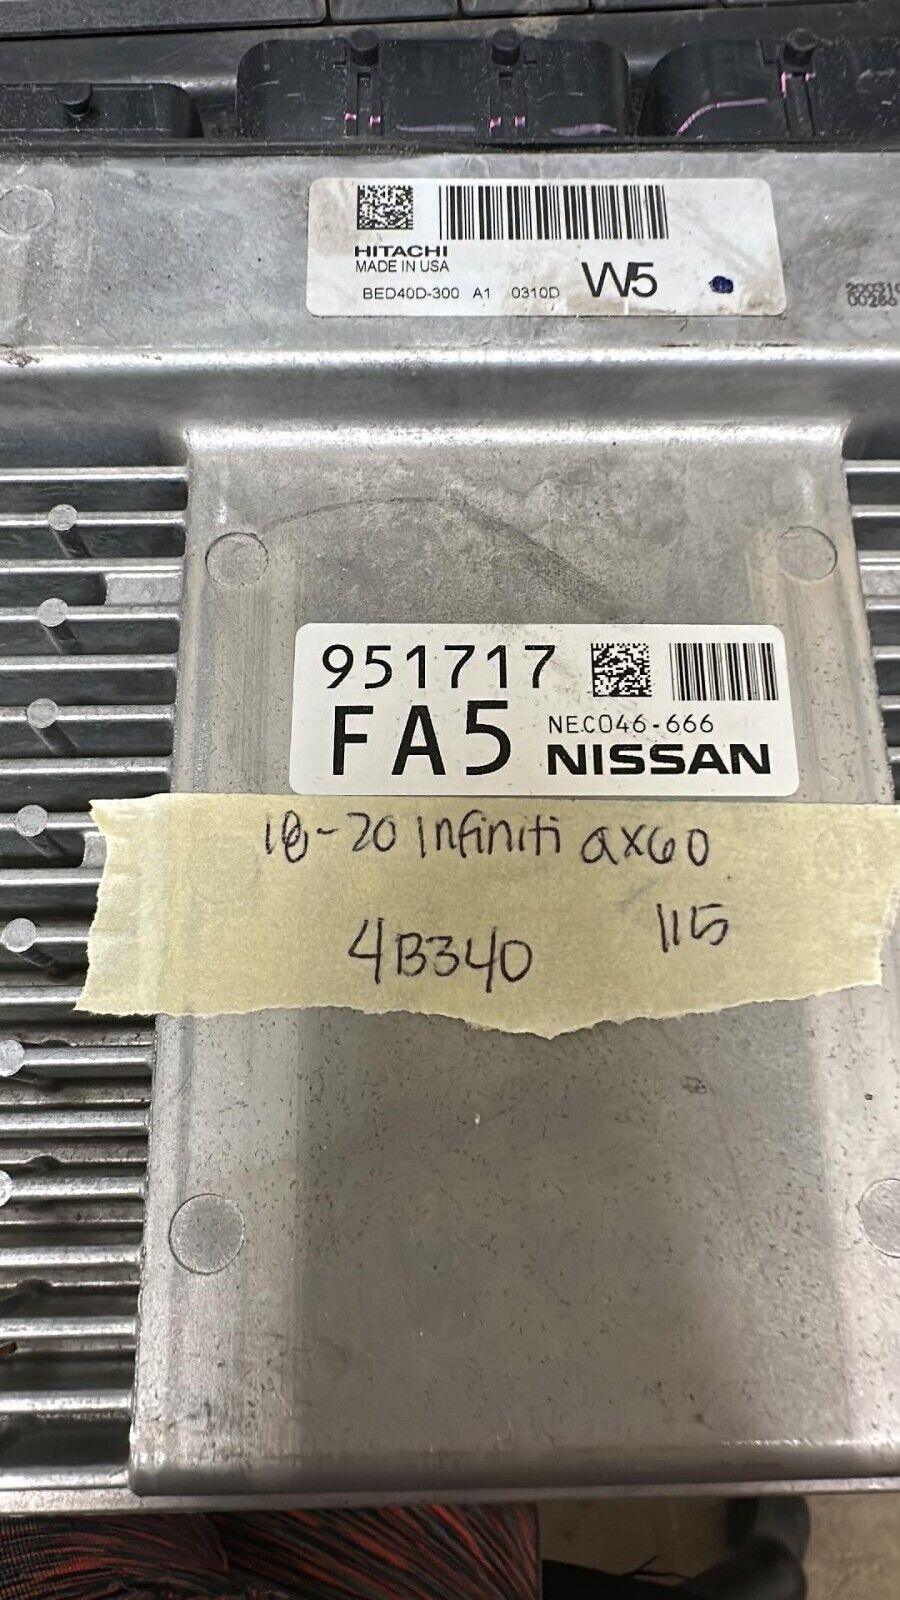 HITACHI
MADE IN USA
BED40D-300 A1 0310D W5
951717
FA5 NEC046-666
NISSAN
18-20 Infiniti QX60
4B340 115